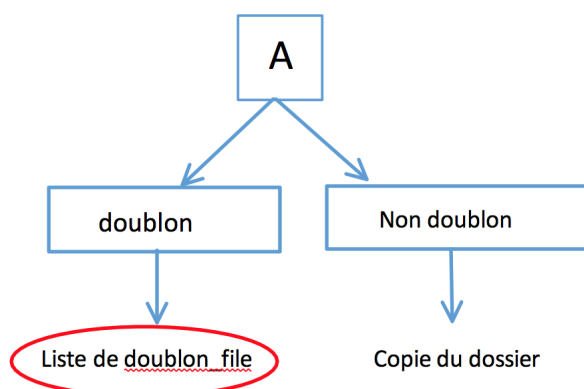 A
doublon
Non doublon
Liste de doublon_file
Copie du dossier